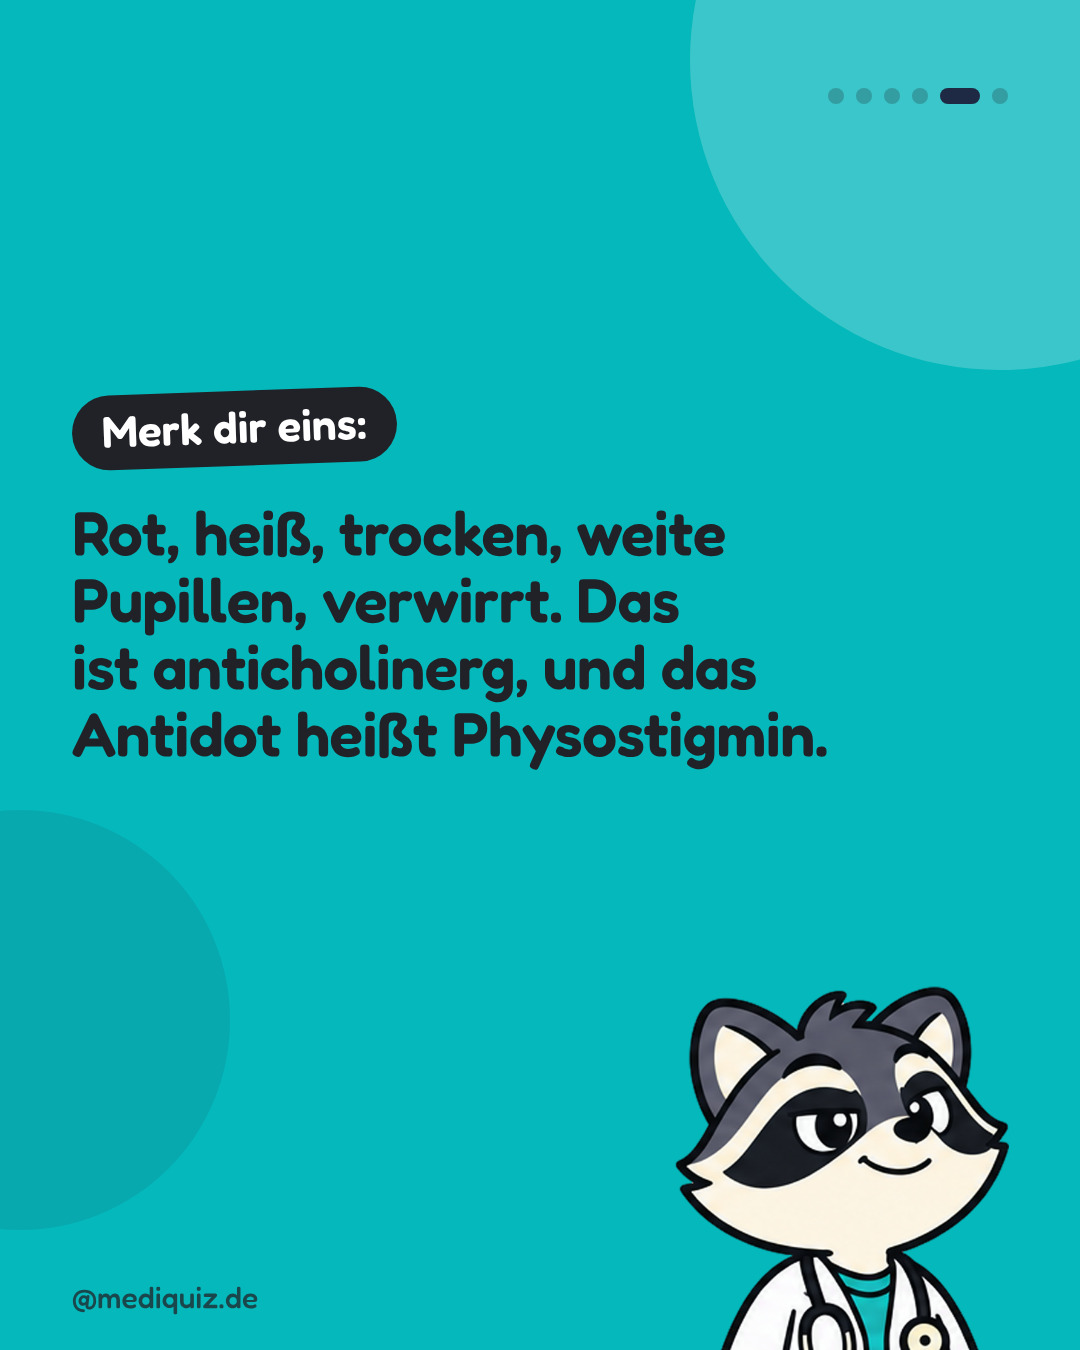 Merk dir eins:
Rot, heiß, trocken, weite
Pupillen, verwirrt. Das
ist anticholinerg, und das
Antidot heißt Physostigmin.
@mediquiz.de